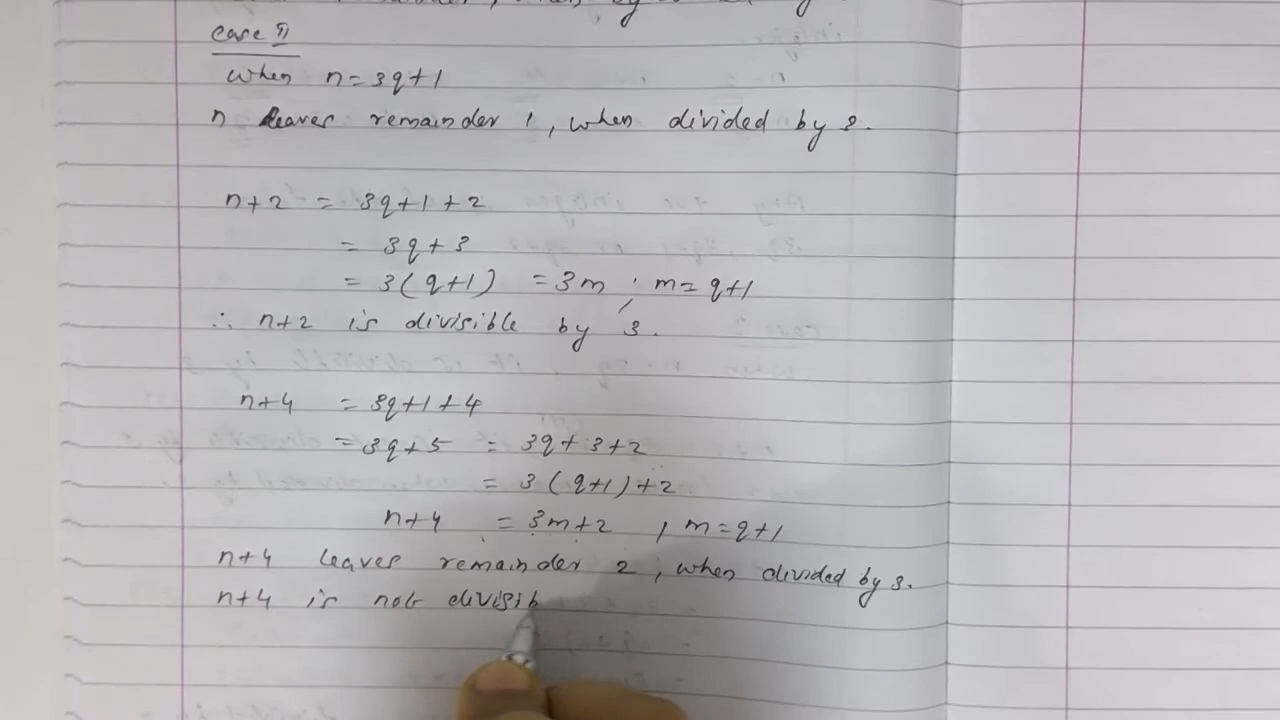 case II
when n=3q+1
n leaves remainder 1, when divided by 3.
n+2 = 3q+1+2
= 3q+3
= 3(q+1) = 3m ; m=q+1
∴ n+2 is divisible by 3.
n+4 = 3q+1+4
= 3q+5 = 3q+3+2
= 3(q+1)+2
n+4 = 3m+2 , m=q+1
n+4 leaves remainder 2, when divided by 3.
n+4 is not divisib